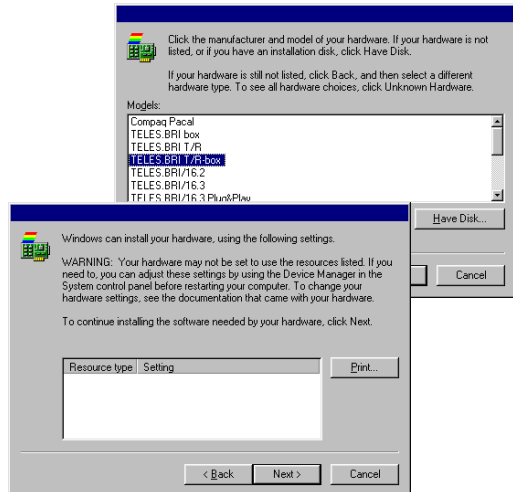 Click the manufacturer and model of your hardware. If your hardware is not
listed, or if you have an installation disk, click Have Disk.
If your hardware is still not listed, click Back, and then select a different
hardware type. To see all hardware choices, click Unknown Hardware.
Models:
Compaq Pacal
TELES.BRI box
TELES.BRI T/R
TELES.BRI T/R-box
TELES.BRI/16.2
TELES.BRI/16.3
TELES.BRI/16.3 Plug&Play
Have Disk...
Cancel
Windows can install your hardware, using the following settings.
WARNING: Your hardware may not be set to use the resources listed. If you
need to, you can adjust these settings by using the Device Manager in the
System control panel before restarting your computer. To change your
hardware settings, see the documentation that came with your hardware.
To continue installing the software needed by your hardware, click Next.
Resource type Setting
Print...
< Back Next > Cancel